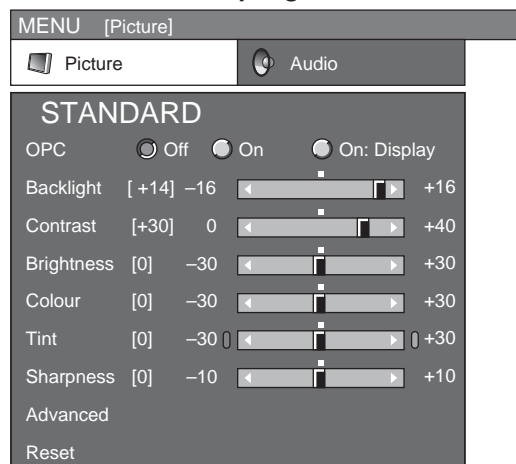 MENU [Picture]
Picture Audio
STANDARD
OPC Off On On: Display
Backlight [ +14] –16 +16
Contrast [+30] 0 +40
Brightness [0] –30 +30
Colour [0] –30 +30
Tint [0] –30 +30
Sharpness [0] –10 +10
Advanced
Reset